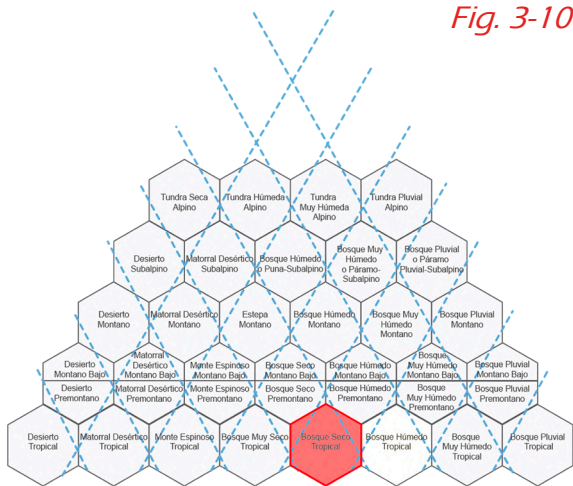 Fig. 3-10
Tundra Seca
Alpino
Tundra Húmeda
Alpino
Tundra
Muy Húmeda
Alpino
Tundra Pluvial
Alpino
Desierto
Subalpino
Matorral Desértico
Subalpino
Bosque Húmedo
o Puna-Subalpino
Bosque Muy
Húmedo
o Páramo-
Subalpino
Bosque Pluvial
o Páramo
Pluvial-Subalpino
Desierto
Montano
Matorral Desértico
Montano
Estepa
Montano
Bosque Húmedo
Montano
Bosque Muy
Húmedo
Montano
Bosque Pluvial
Montano
Desierto
Montano Bajo
Matorral
Desértico
Montano Bajo
Monte Espinoso
Montano Bajo
Bosque Seco
Montano Bajo
Bosque Húmedo
Montano Bajo
Bosque
Muy Húmedo
Montano Bajo
Bosque Pluvial
Montano Bajo
Desierto
Premontano
Matorral Desértico
Premontano
Monte Espinoso
Premontano
Bosque Seco
Premontano
Bosque Húmedo
Premontano
Bosque
Muy Húmedo
Premontano
Bosque Pluvial
Premontano
Desierto
Tropical
Matorral Desértico
Tropical
Monte Espinoso
Tropical
Bosque Muy Seco
Tropical
Bosque Seco
Tropical
Bosque Húmedo
Tropical
Bosque
Muy Húmedo
Tropical
Bosque Pluvial
Tropical